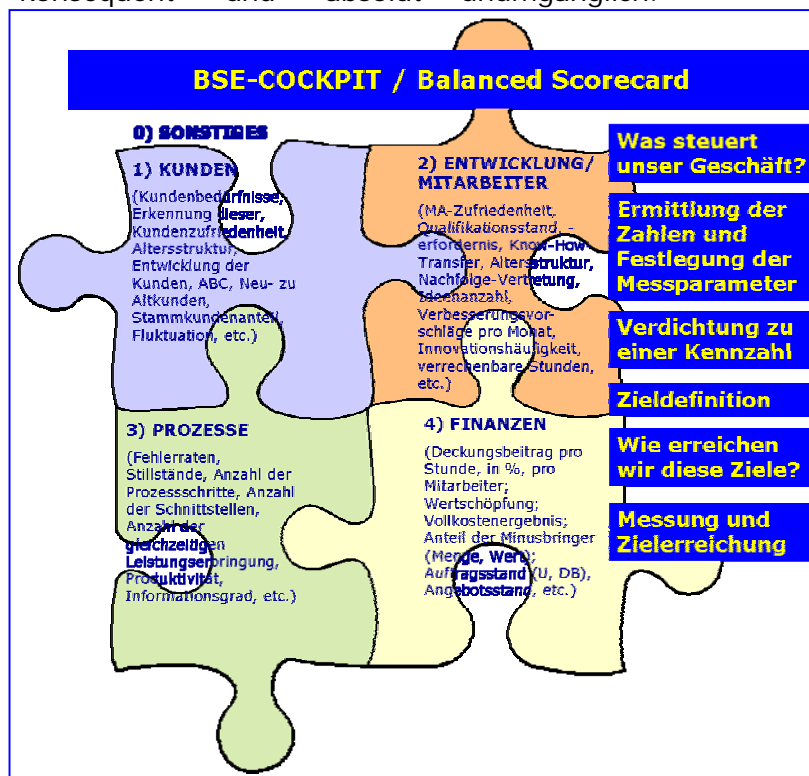 konsequent und absolut unumgänglich.
BSE-COCKPIT / Balanced Scorecard
0) SONSTIGES
1) KUNDEN
(Kundenbedürfnisse,
Erkennung dieser,
Kundenzufriedenheit,
Altersstruktur,
Entwicklung der
Kunden, ABC, Neu- zu
Altkunden,
Stammkundenanteil,
Fluktuation, etc.)
2) ENTWICKLUNG/
MITARBEITER
(MA-Zufriedenheit,
Qualifikationsstand, -
erfordernis, Know-How
Transfer, Altersstruktur,
Nachfolge-Vertretung,
Ideenanzahl,
Verbesserungsvor-
schläge pro Monat,
Innovationshäufigkeit,
verrechenbare Stunden,
etc.)
3) PROZESSE
(Fehlerraten,
Stillstände, Anzahl der
Prozessschritte, Anzahl
der Schnittstellen,
Anzahl der
gleichzeitigen
Leistungserbringung,
Produktivität,
Informationsgrad, etc.)
4) FINANZEN
(Deckungsbeitrag pro
Stunde, in %, pro
Mitarbeiter;
Wertschöpfung;
Vollkostenergebnis;
Anteil der Minusbringer
(Menge, Wert);
Auftragsstand (U, DB),
Angebotsstand, etc.)
Was steuert
unser Geschäft?
Ermittlung der
Zahlen und
Festlegung der
Messparameter
Verdichtung zu
einer Kennzahl
Zieldefinition
Wie erreichen
wir diese Ziele?
Messung und
Zielerreichung